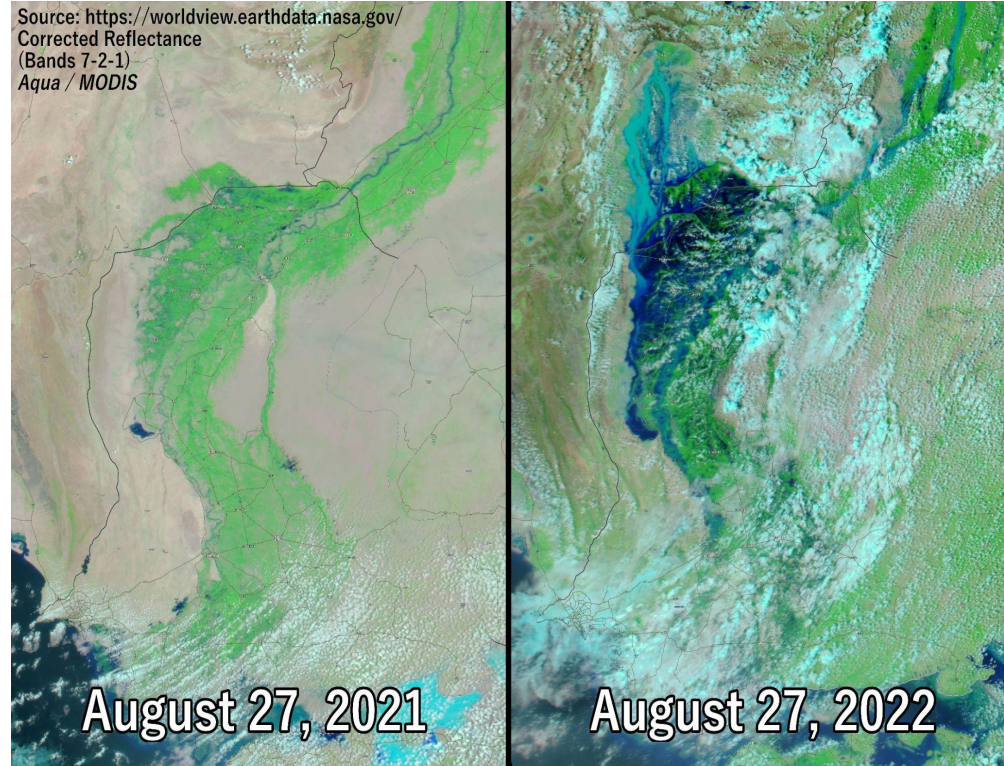 Source: https://worldview.earthdata.nasa.gov/
Corrected Reflectance
(Bands 7-2-1)
Aqua / MODIS
August 27, 2021
August 27, 2022